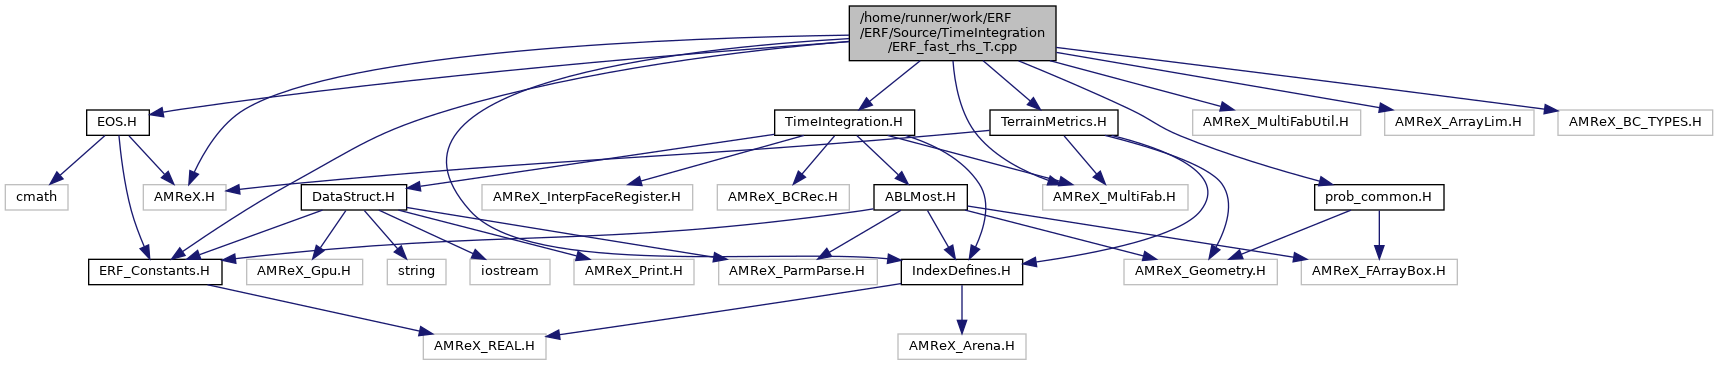 /home/runner/work/ERF
/ERF/Source/TimeIntegration
/ERF_fast_rhs_T.cpp
EOS.H
TimeIntegration.H
TerrainMetrics.H
AMReX_MultiFabUtil.H
AMReX_ArrayLim.H
AMReX_BC_TYPES.H
cmath
AMReX.H
DataStruct.H
AMReX_InterpFaceRegister.H
AMReX_BCRec.H
ABLMost.H
AMReX_MultiFab.H
prob_common.H
ERF_Constants.H
AMReX_Gpu.H
string
iostream
AMReX_Print.H
AMReX_ParmParse.H
IndexDefines.H
AMReX_Geometry.H
AMReX_FArrayBox.H
AMReX_REAL.H
AMReX_Arena.H